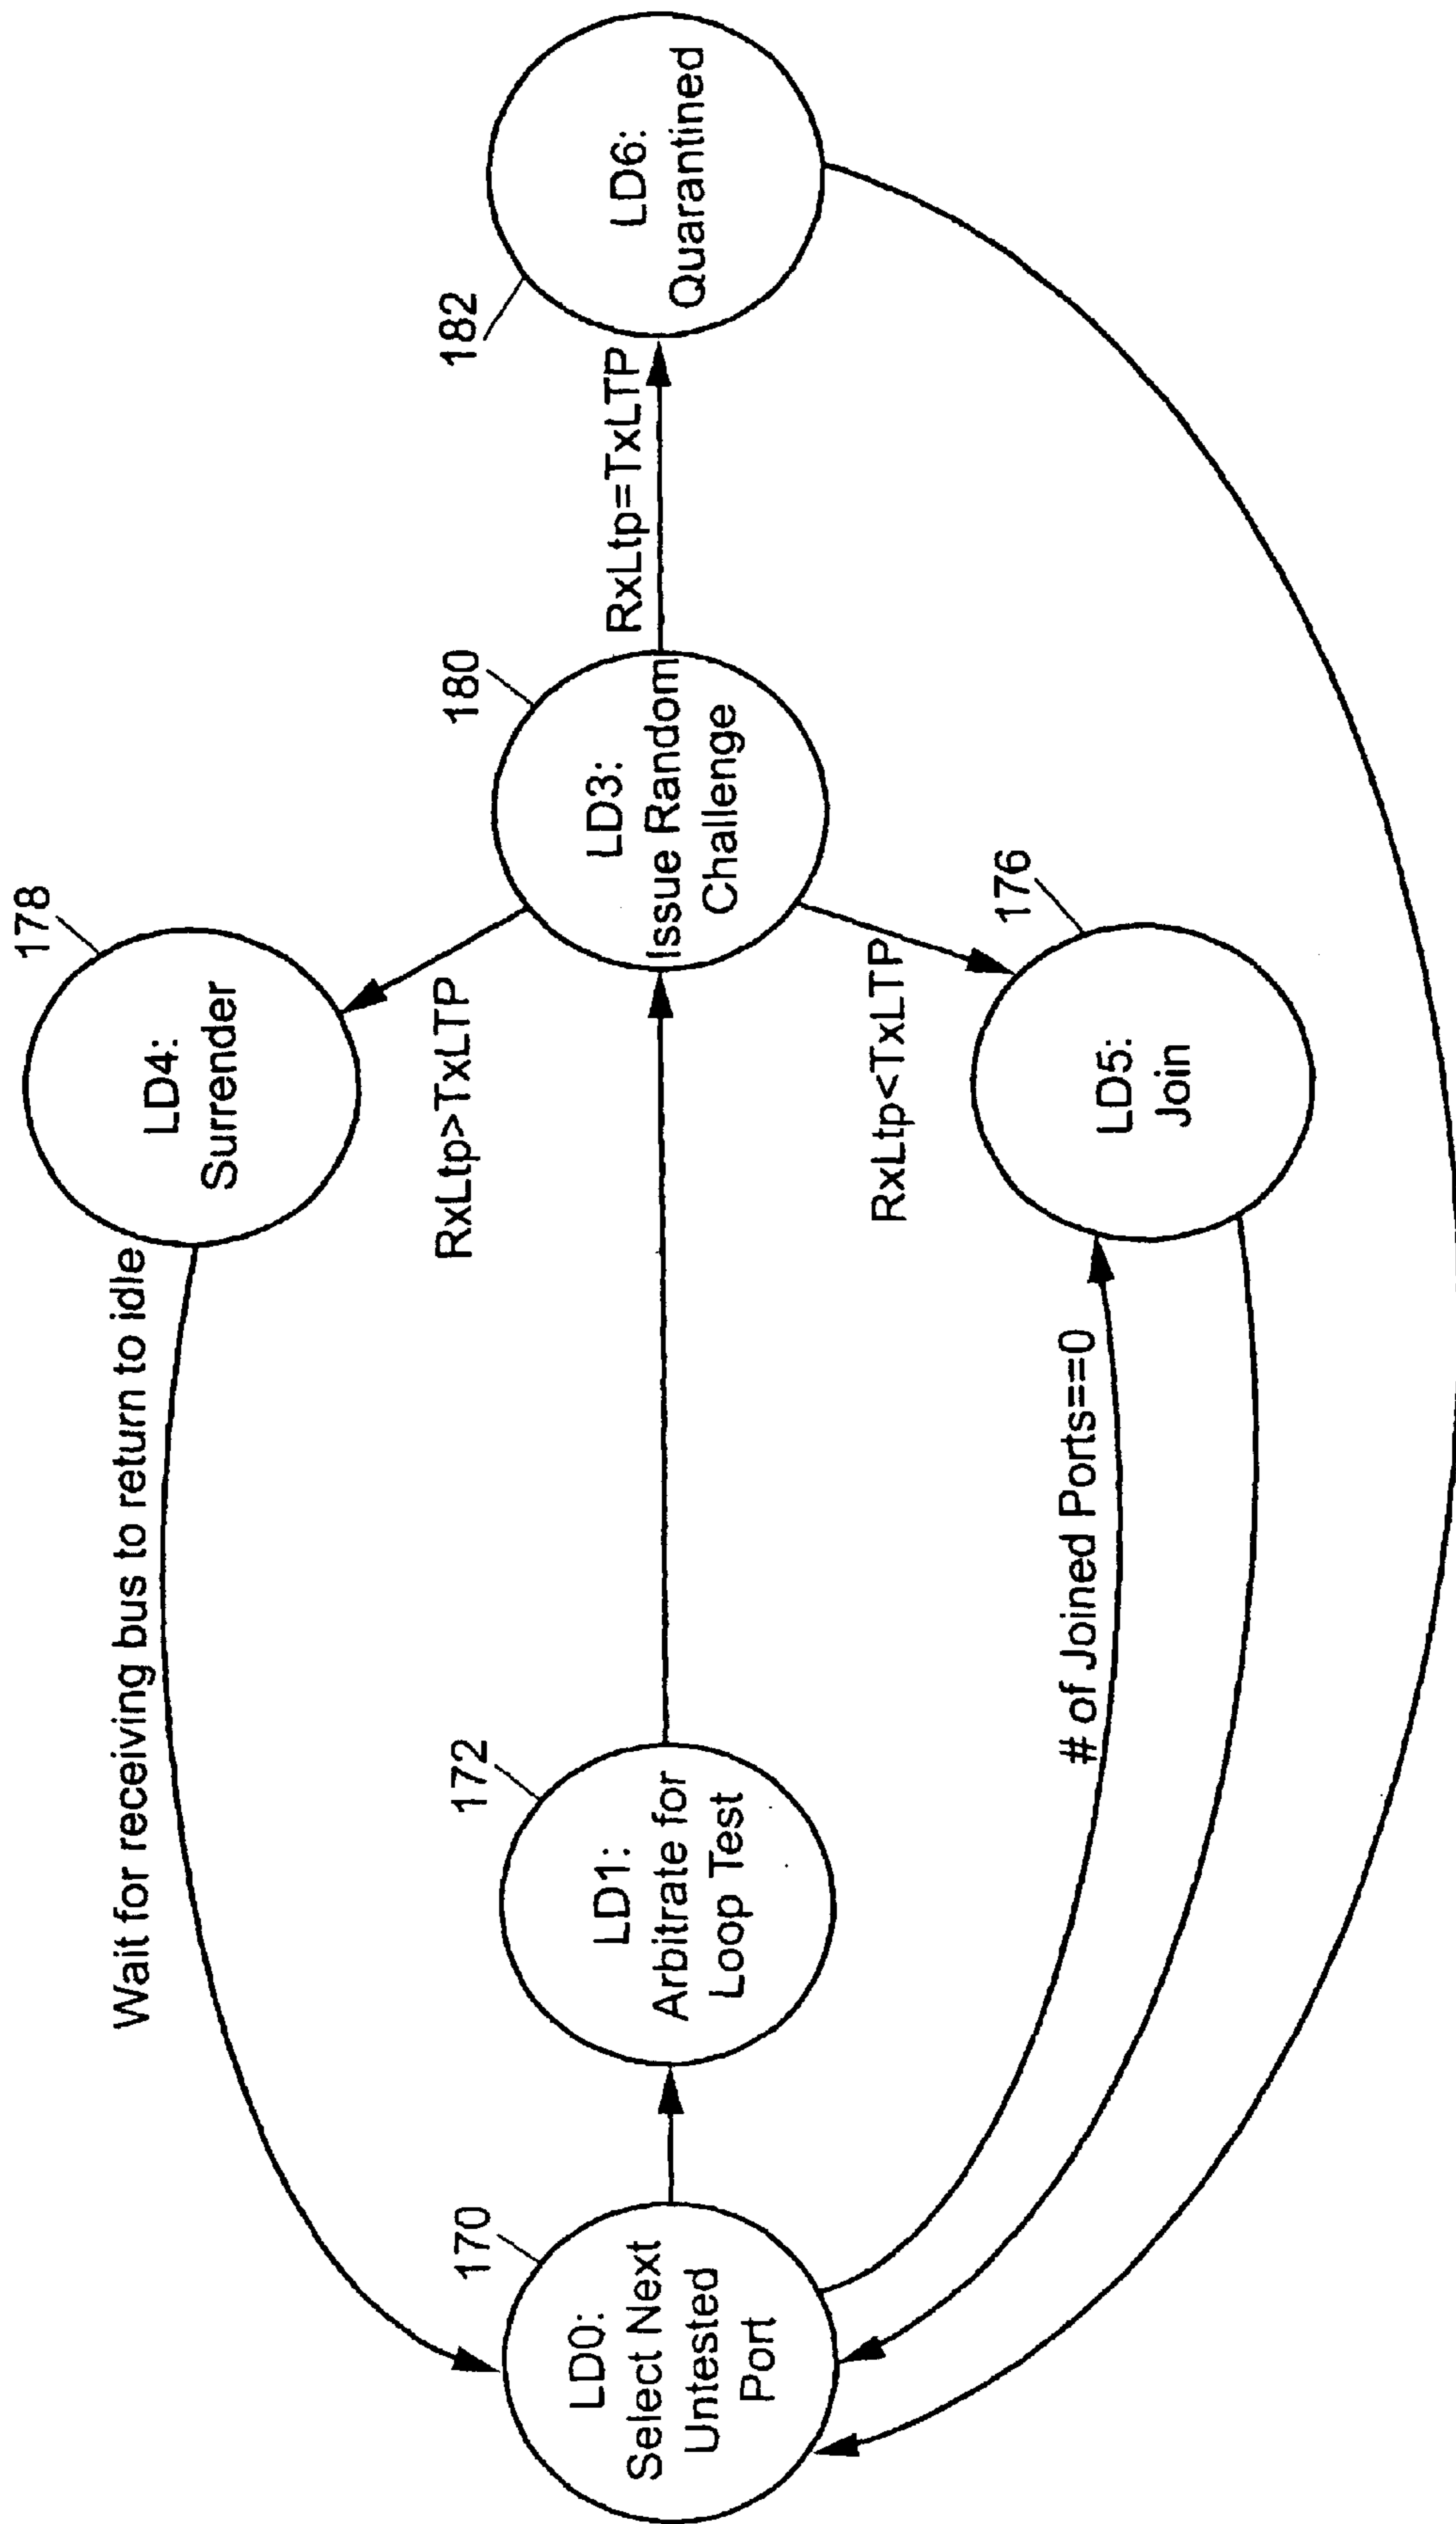 178
LD4:
Surrender
Wait for receiving bus to return to idle
RxLtp>TxLTP
170
LD0:
Select Next
Untested
Port
172
LD1:
Arbitrate for
Loop Test
180
LD3:
Issue Random
Challenge
RxLtp=TxLTP
182
LD6:
Quarantined
RxLtp<TxLTP
176
LD5:
Join
# of Joined Ports==0